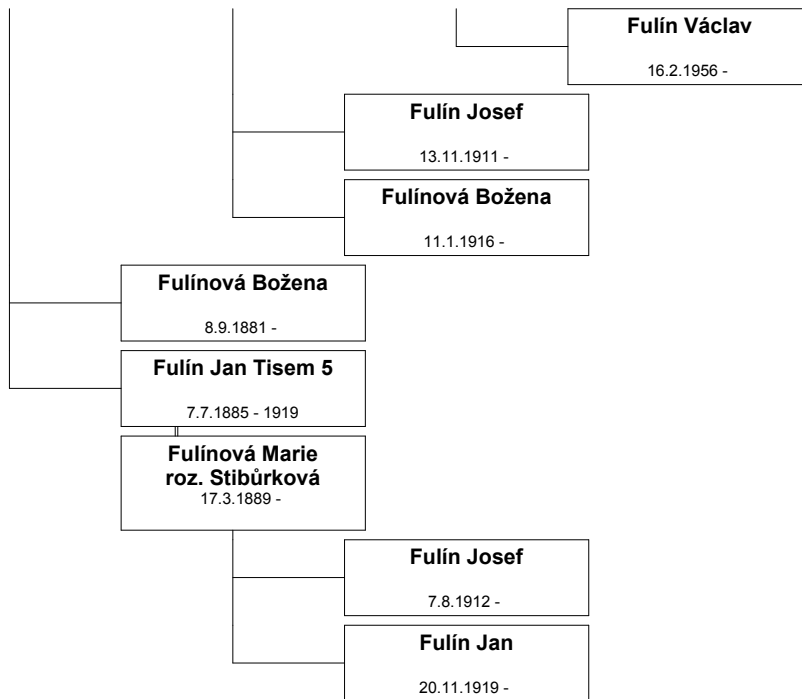 Fulín Václav
16.2.1956 -
Fulín Josef
13.11.1911 -
Fulínová Božena
11.1.1916 -
Fulínová Božena
8.9.1881 -
Fulín Jan Tisem 5
7.7.1885 - 1919
Fulínová Marie
roz. Stibůrková
17.3.1889 -
Fulín Josef
7.8.1912 -
Fulín Jan
20.11.1919 -